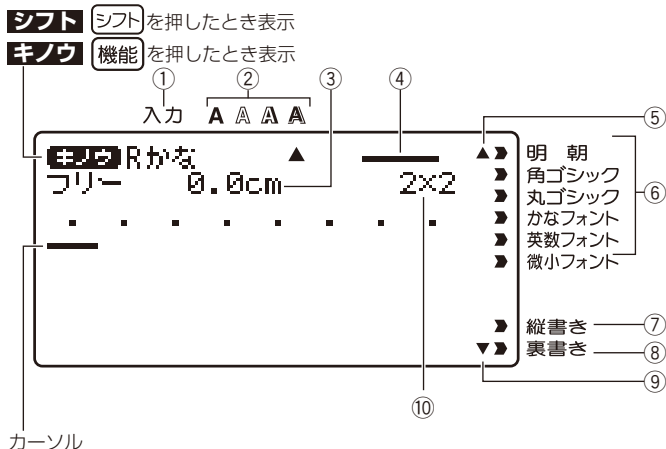 シフト シフトを押したとき表示
キノウ 機能を押したとき表示
① ② ③ ④ ⑤
入力 A A A A
キノウ Rかな ▲ ▲ 明 朝
フリー 0.0cm 2×2 角ゴシック
丸ゴシック ⑥
かなフォント
英数フォント
微小フォント
縦書き ⑦
▼ 裏書き ⑧
⑨
⑩
カーソル